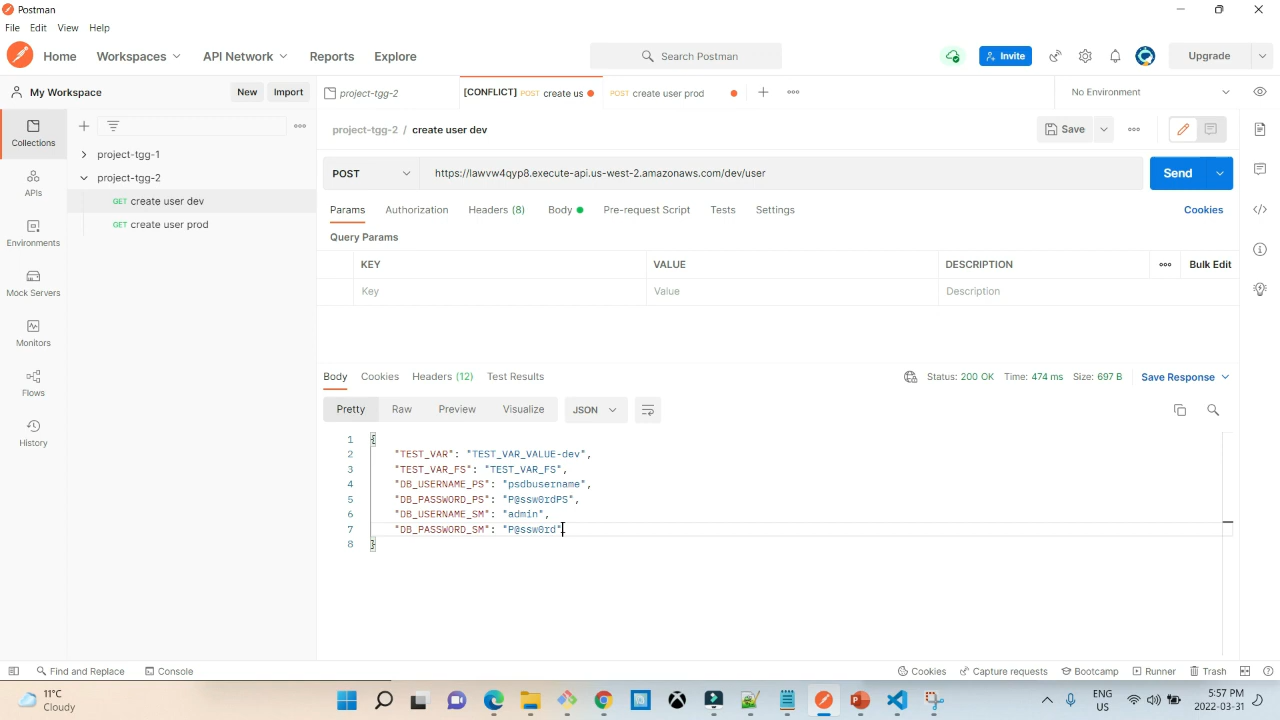 Postman
File Edit View Help
Home Workspaces API Network Reports Explore Search Postman Invite Upgrade
My Workspace New Import project-tgg-2 [CONFLICT] POST create us POST create user prod No Environment
project-tgg-2 / create user dev Save
Collections
project-tgg-1
project-tgg-2
GET create user dev
GET create user prod
APIs
Environments
Mock Servers
Monitors
Flows
History
POST https://lawvw4qyp8.execute-api.us-west-2.amazonaws.com/dev/user Send
Params Authorization Headers (8) Body Pre-request Script Tests Settings Cookies
Query Params
KEY VALUE DESCRIPTION Bulk Edit
Key Value Description
Body Cookies Headers (12) Test Results Status: 200 OK Time: 474 ms Size: 697 B Save Response
Pretty Raw Preview Visualize JSON
1 {
2 "TEST_VAR": "TEST_VAR_VALUE-dev",
3 "TEST_VAR_FS": "TEST_VAR_FS",
4 "DB_USERNAME_PS": "psdbusername",
5 "DB_PASSWORD_PS": "P@ssw0rdPS",
6 "DB_USERNAME_SM": "admin",
7 "DB_PASSWORD_SM": "P@ssw0rd"
8 }
Find and Replace Console Cookies Capture requests Bootcamp Runner Trash
11°C
Cloudy
ENG
US
5:57 PM
2022-03-31